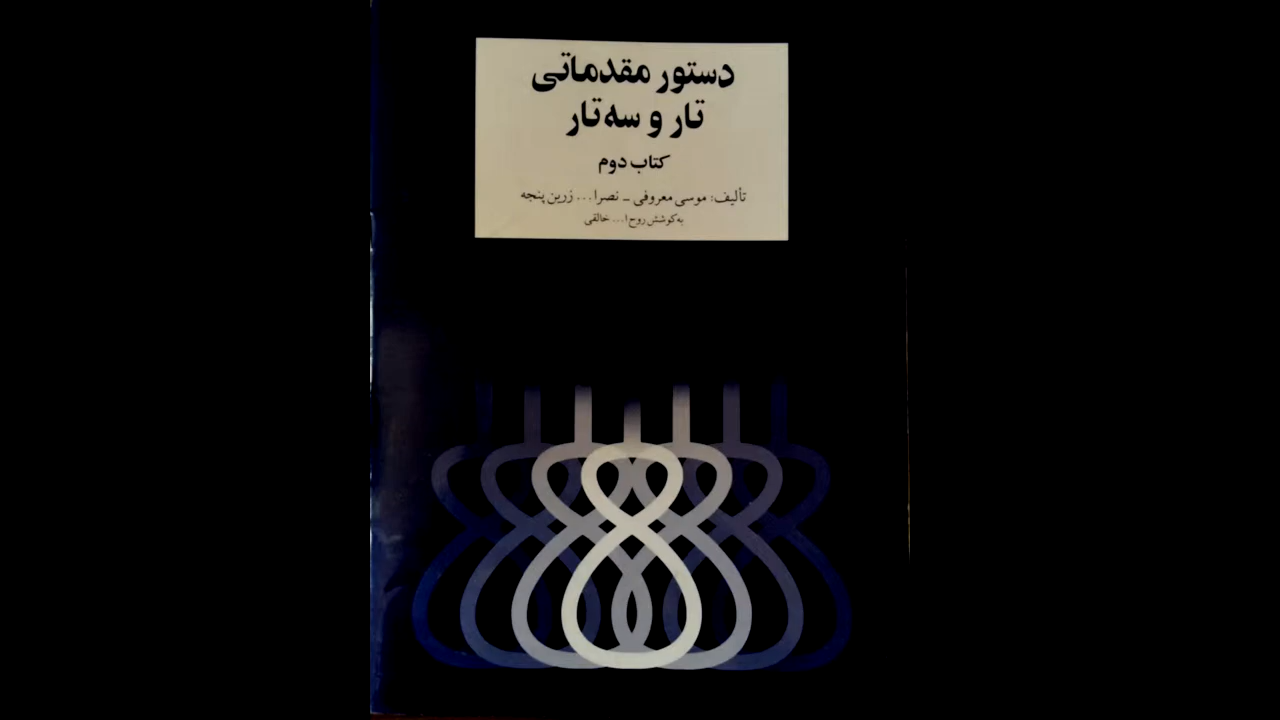 دستور مقدماتی
تار و سه‌تار
کتاب دوم
تألیف: موسی معروفی ـ نصرا... زرین پنجه
به‌کوشش روح ا... خالقی